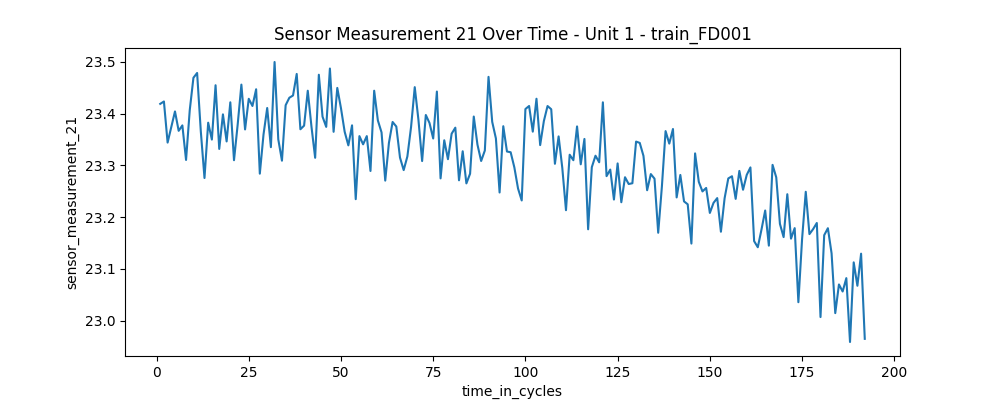 Sensor Measurement 21 Over Time - Unit 1 - train_FD001
sensor_measurement_21
23.5
23.4
23.3
23.2
23.1
23.0
0 25 50 75 100 125 150 175 200
time_in_cycles